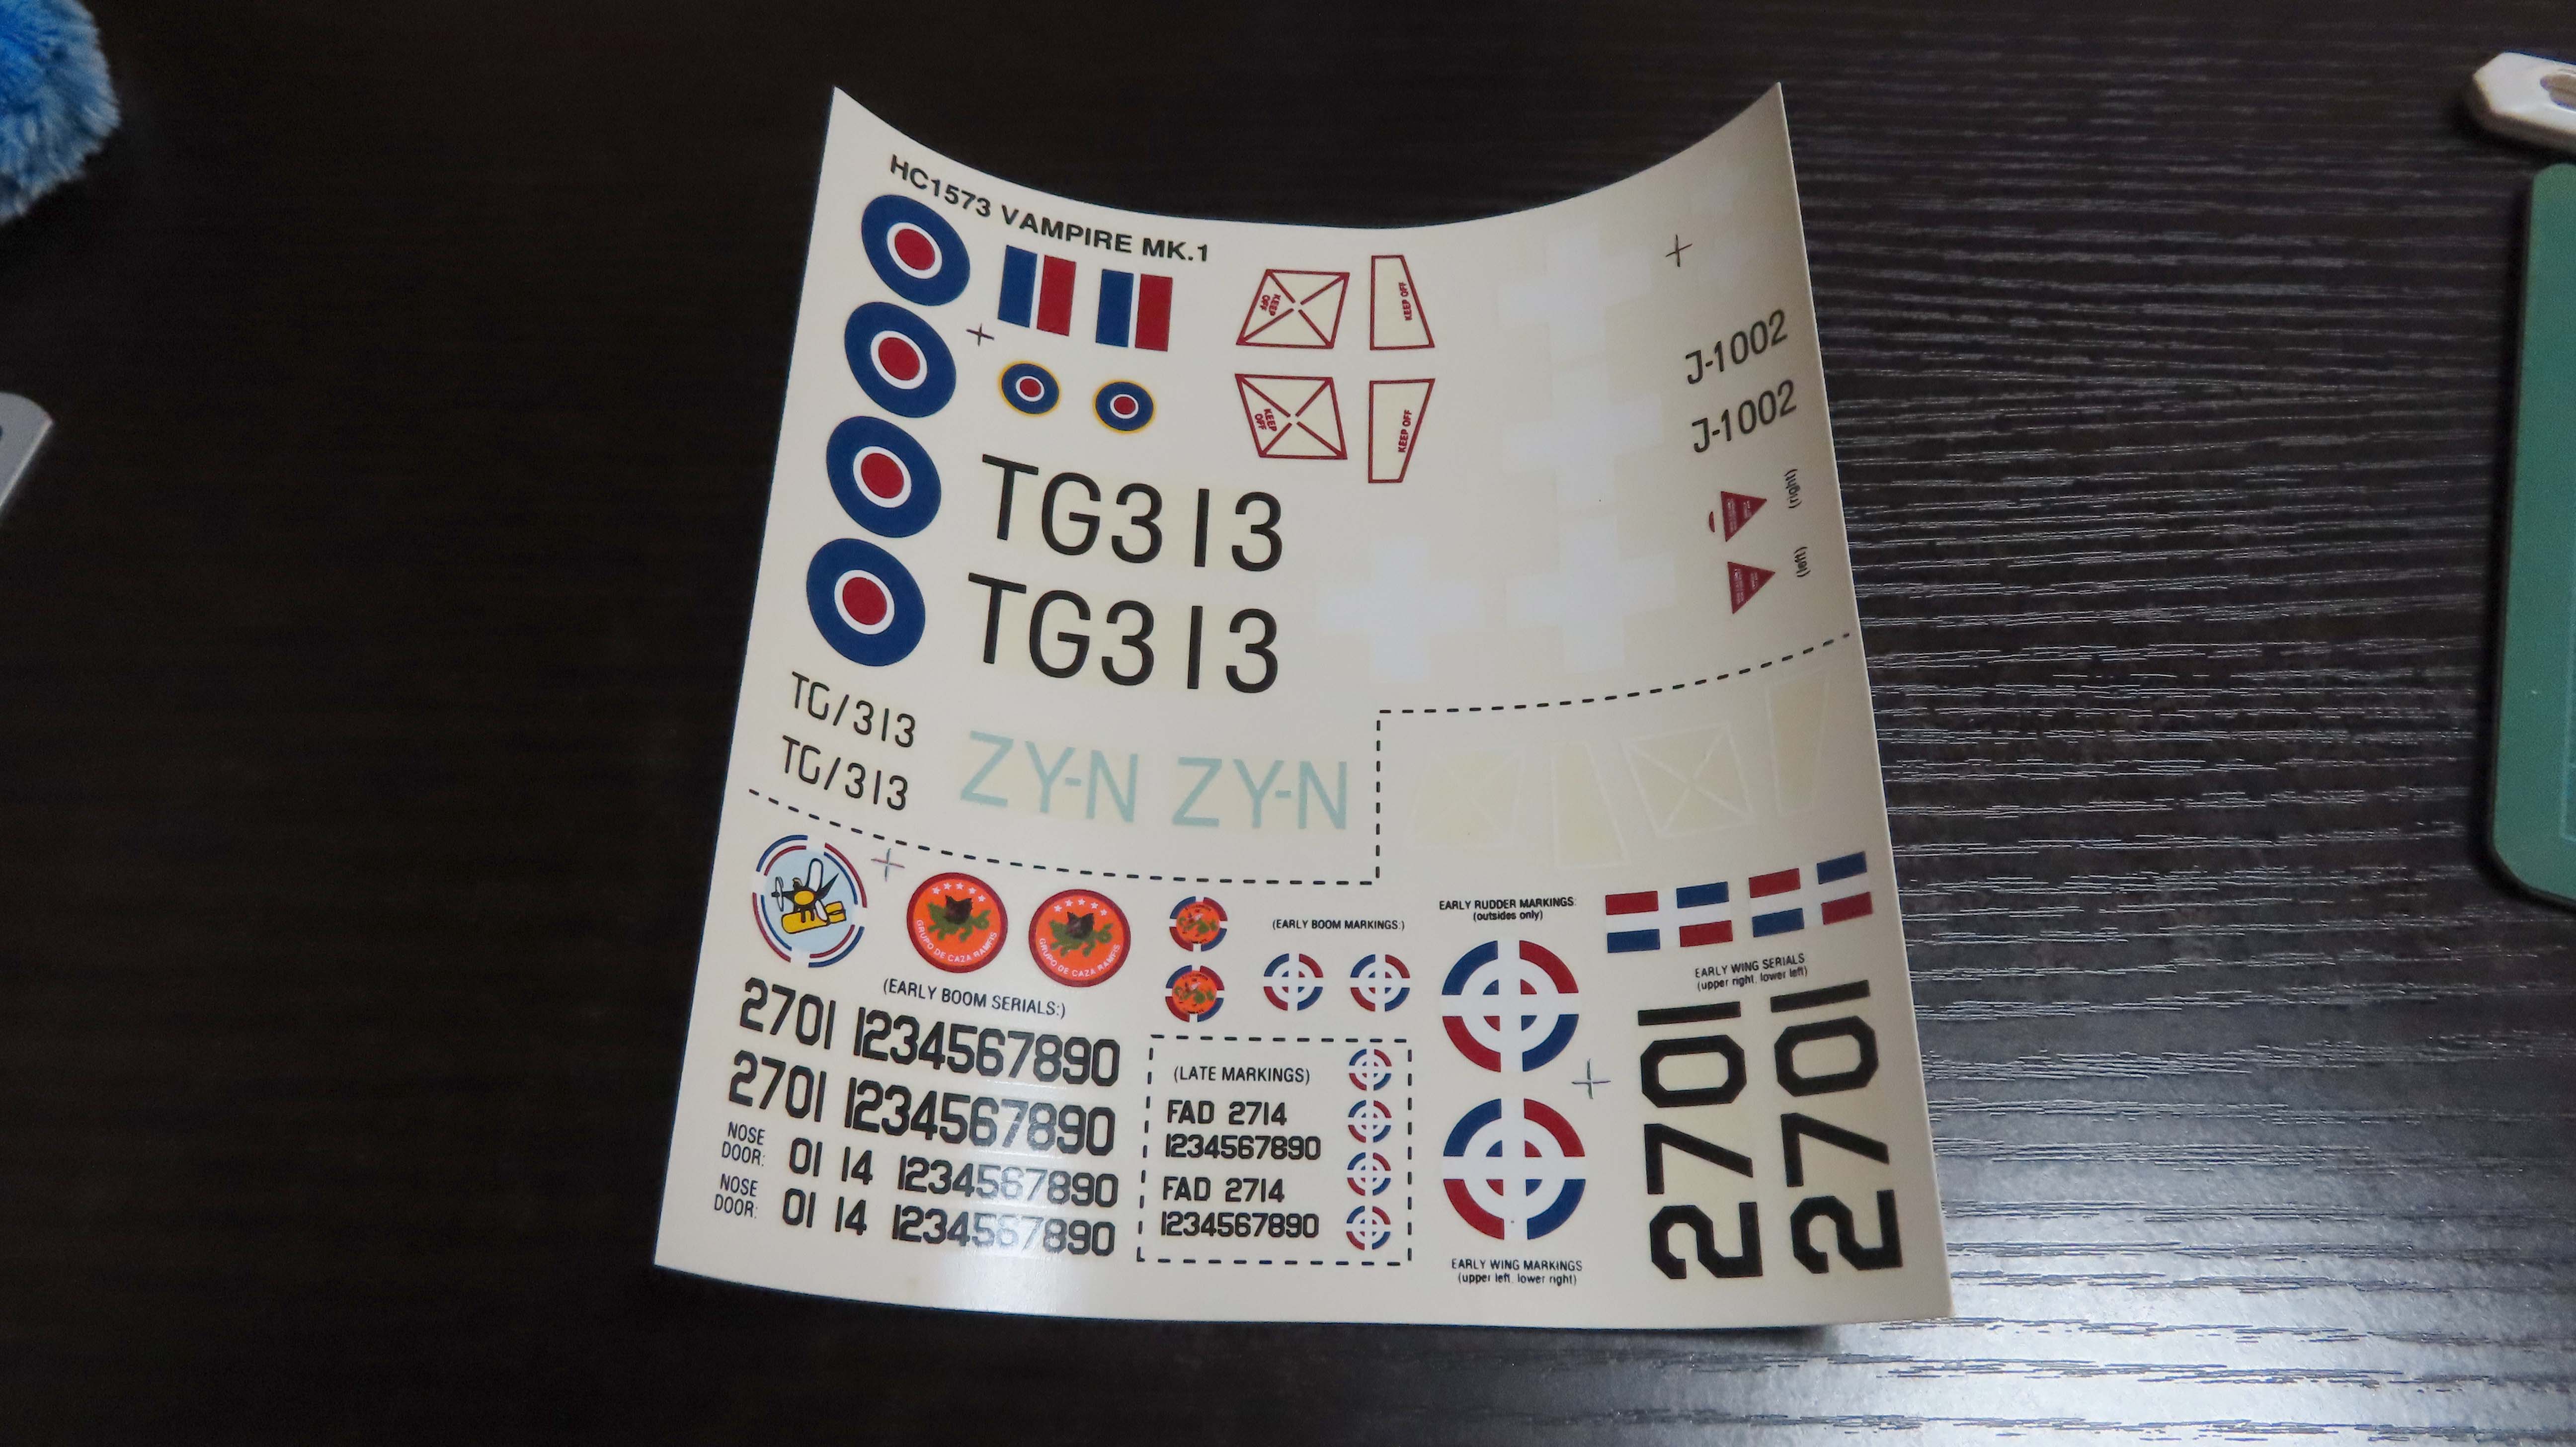 HC1573 VAMPIRE MK.1
KEEP OFF
KEEP OFF
KEEP OFF
KEEP OFF
J-1002
J-1002
(right)
(left)
TG313
TG313
TG/313
TG/313
ZY-N ZY-N
GRUPO DE CAZA RAMFIS
GRUPO DE CAZA RAMFIS
(EARLY BOOM MARKINGS:)
EARLY RUDDER MARKINGS:
(outsides only)
EARLY WING SERIALS
(upper right, lower left)
(EARLY BOOM SERIALS:)
2701 1234567890
2701 1234567890
NOSE DOOR: 01 14 1234567890
NOSE DOOR: 01 14 1234567890
(LATE MARKINGS)
FAD 2714
1234567890
FAD 2714
1234567890
EARLY WING MARKINGS
(upper left, lower right)
2701
2701